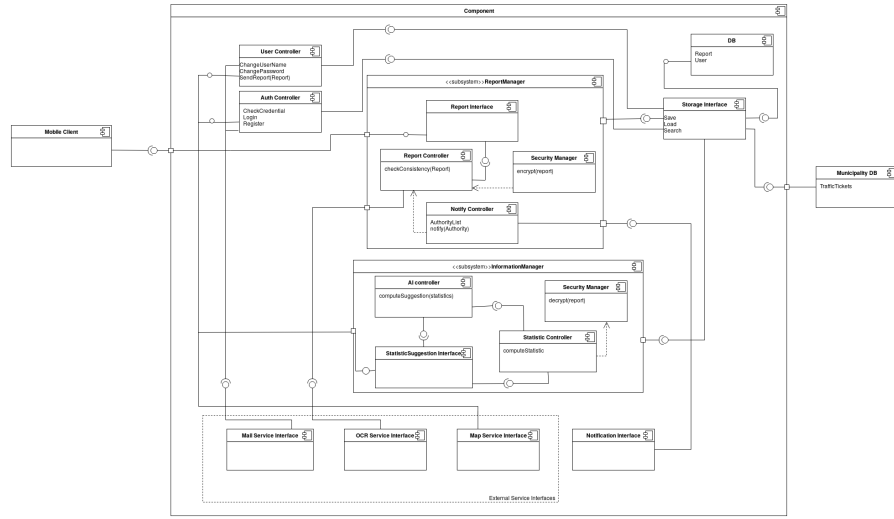 Component
User Controller
ChangeUserName
ChangePassword
SendReport(Report)
DB
Report
User
Auth Controller
CheckCredential
Login
Register
<<subsystem>>ReportManager
Storage Interface
Save
Load
Search
Report Interface
Mobile Client
Report Controller
checkConsistency(Report)
Security Manager
encrypt(report)
Municipality DB
TrafficTickets
Notify Controller
AuthorityList
notify(Authority)
<<subsystem>>InformationManager
AI controller
computeSuggestion(statistics)
Security Manager
decrypt(report)
Statistic Controller
computeStatistic
StatisticSuggestion Interface
Mail Service Interface
OCR Service Interface
Map Service Interface
Notification Interface
External Service Interfaces